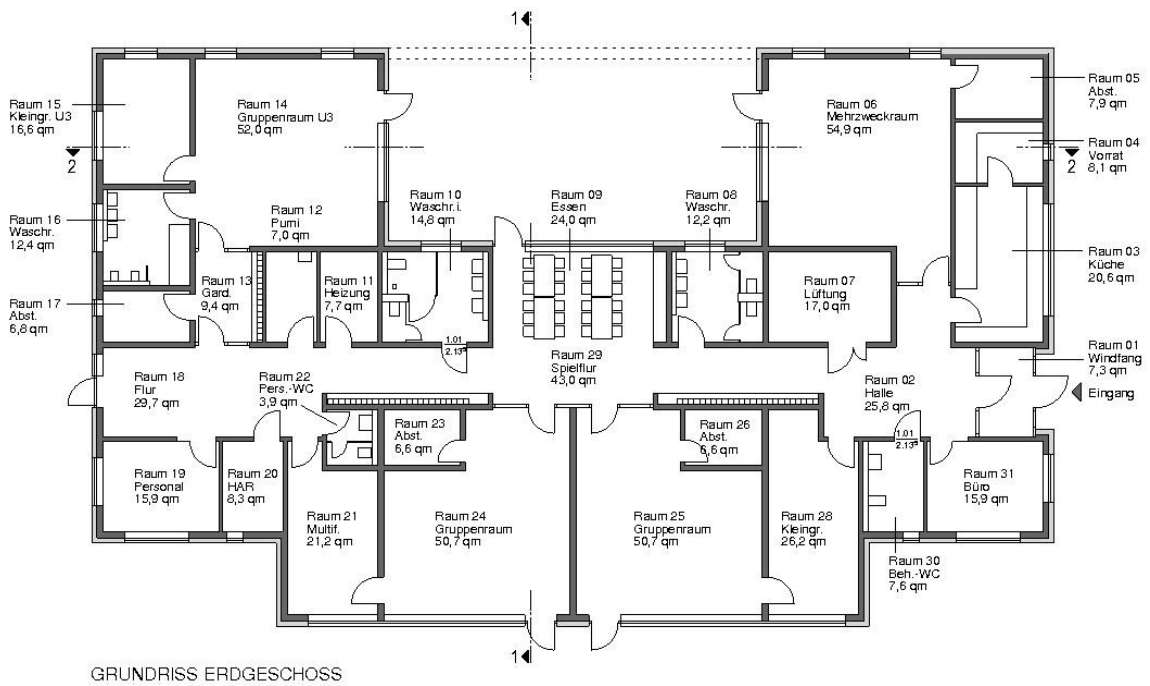 1
Raum 15
Kleingr. U3
16,6 qm
Raum 14
Gruppenraum U3
52,0 qm
Raum 06
Mehrzweckraum
54,9 qm
Raum 05
Abst.
7,9 qm
2
Raum 04
Vorrat
8,1 qm
2
Raum 16
Waschr.
12,4 qm
Raum 12
Pumi
7,0 qm
Raum 10
Waschr.i.
14,8 qm
Raum 09
Essen
24,0 qm
Raum 08
Waschr.
12,2 qm
Raum 03
Küche
20,6 qm
Raum 17
Abst.
6,8 qm
Raum 13
Gard.
9,4 qm
Raum 11
Heizung
7,7 qm
Raum 07
Lüftung
17,0 qm
1.01
2.13⁵
Raum 29
Spielflur
43,0 qm
Raum 01
Windfang
7,3 qm
Raum 18
Flur
29,7 qm
Raum 22
Pers.-WC
3,9 qm
Raum 02
Halle
25,8 qm
Eingang
Raum 23
Abst.
6,6 qm
Raum 26
Abst.
6,6 qm
1.01
2.13⁵
Raum 19
Personal
15,9 qm
Raum 20
HAR
8,3 qm
Raum 31
Büro
15,9 qm
Raum 21
Multif.
21,2 qm
Raum 24
Gruppenraum
50,7 qm
Raum 25
Gruppenraum
50,7 qm
Raum 28
Kleingr.
26,2 qm
Raum 30
Beh.-WC
7,6 qm
1
GRUNDRISS ERDGESCHOSS